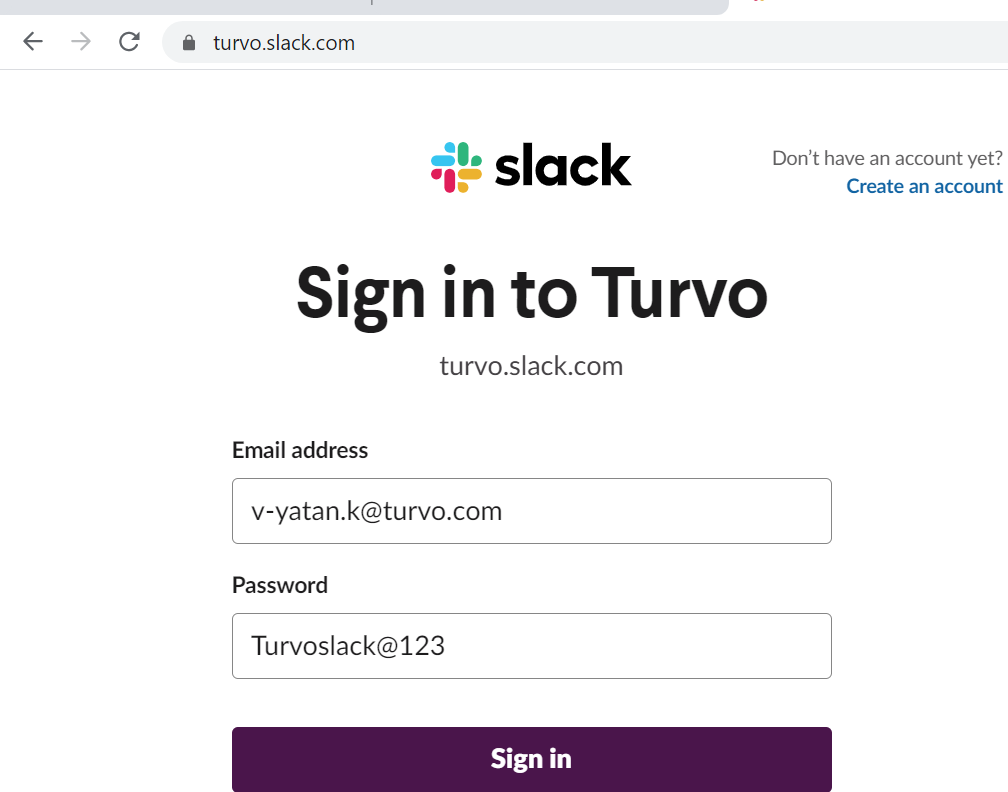 turvo.slack.com
slack
Don't have an account yet?
Create an account
Sign in to Turvo
turvo.slack.com
Email address
v-yatan.k@turvo.com
Password
Turvoslack@123
Sign in